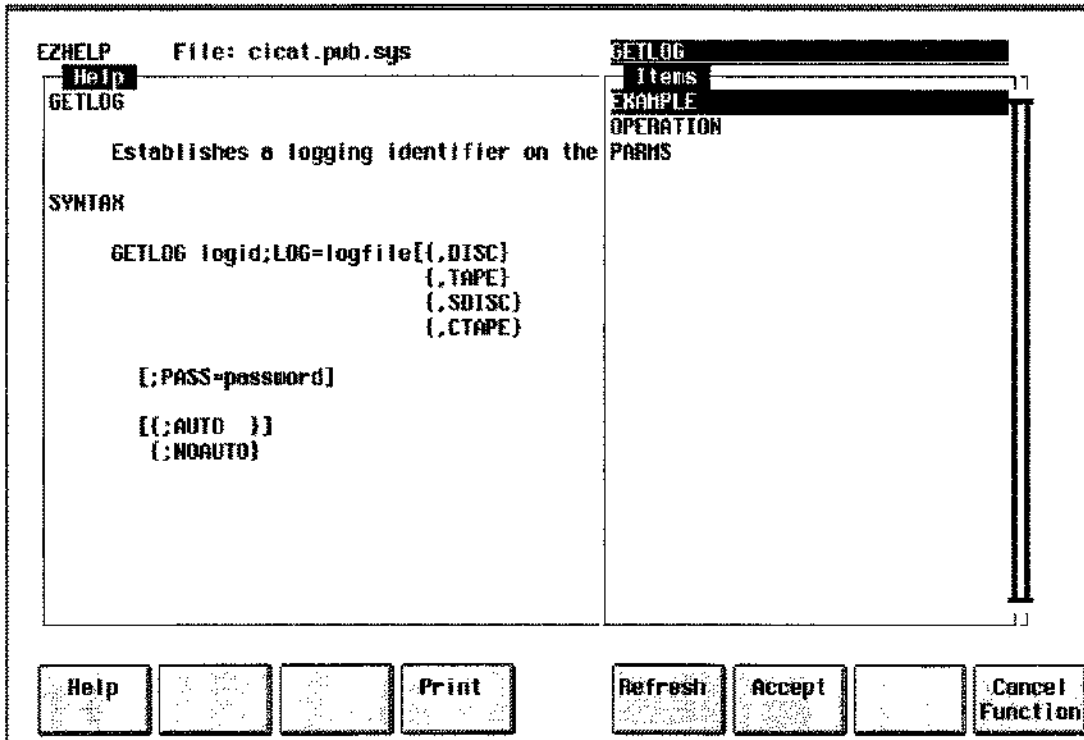 EZHELP File: cicat.pub.sys GETLOG
Help
GETLOG
Establishes a logging identifier on the
SYNTAX
GETLOG logid;LOG=logfile[{,DISC}
{,TAPE}
{,SDISC}
{,CTAPE}
[;PASS=password]
[{;AUTO }]
{;NOAUTO}
Items
EXAMPLE
OPERATION
PARMS
Help Print Refresh Accept Cancel Function